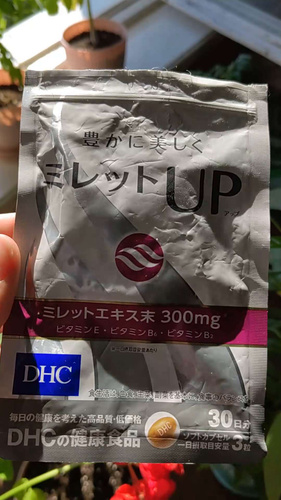 豊かに美しく
ミレットUP
ミレットエキス末 300mg
ビタミンE・ビタミンB₆・ビタミンB₁
DHC
毎日の健康を考えた高品質・低価格
DHCの健康食品
DHC
30日分
ソフトカプセル
一日摂取目安量 3粒